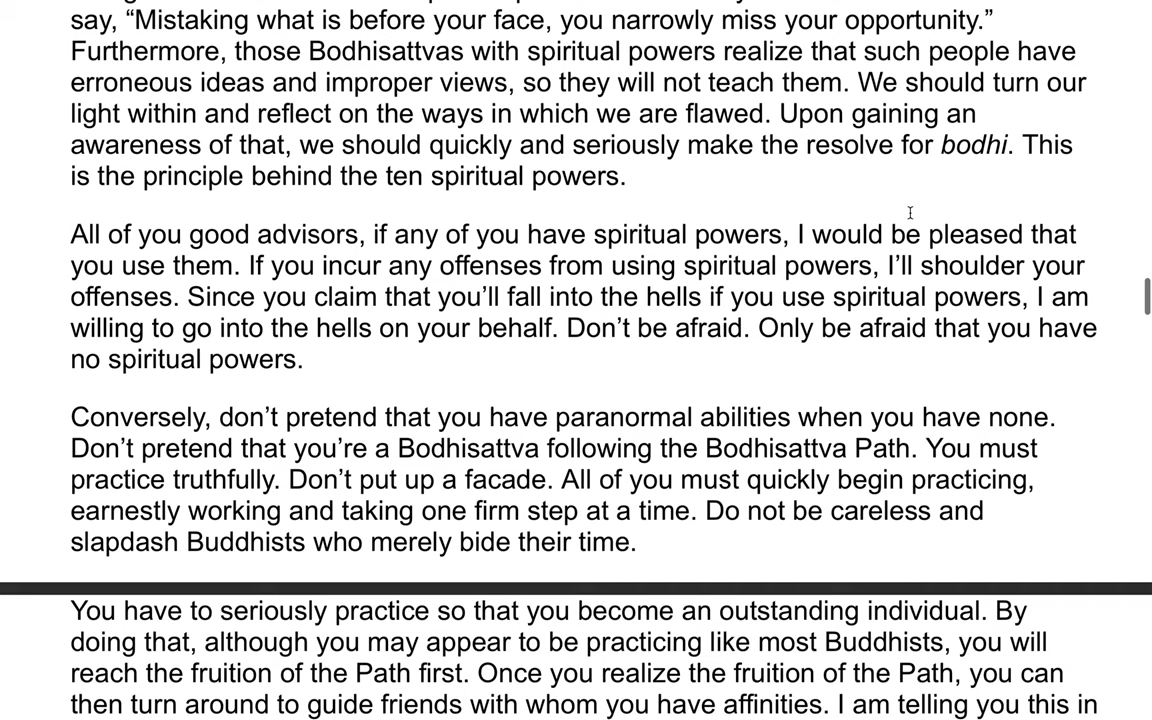 say, “Mistaking what is before your face, you narrowly miss your opportunity.”
Furthermore, those Bodhisattvas with spiritual powers realize that such people have
erroneous ideas and improper views, so they will not teach them. We should turn our
light within and reflect on the ways in which we are flawed. Upon gaining an
awareness of that, we should quickly and seriously make the resolve for bodhi. This
is the principle behind the ten spiritual powers.
All of you good advisors, if any of you have spiritual powers, I would be pleased that
you use them. If you incur any offenses from using spiritual powers, I’ll shoulder your
offenses. Since you claim that you’ll fall into the hells if you use spiritual powers, I am
willing to go into the hells on your behalf. Don’t be afraid. Only be afraid that you have
no spiritual powers.
Conversely, don’t pretend that you have paranormal abilities when you have none.
Don’t pretend that you’re a Bodhisattva following the Bodhisattva Path. You must
practice truthfully. Don’t put up a facade. All of you must quickly begin practicing,
earnestly working and taking one firm step at a time. Do not be careless and
slapdash Buddhists who merely bide their time.
You have to seriously practice so that you become an outstanding individual. By
doing that, although you may appear to be practicing like most Buddhists, you will
reach the fruition of the Path first. Once you realize the fruition of the Path, you can
then turn around to guide friends with whom you have affinities. I am telling you this in